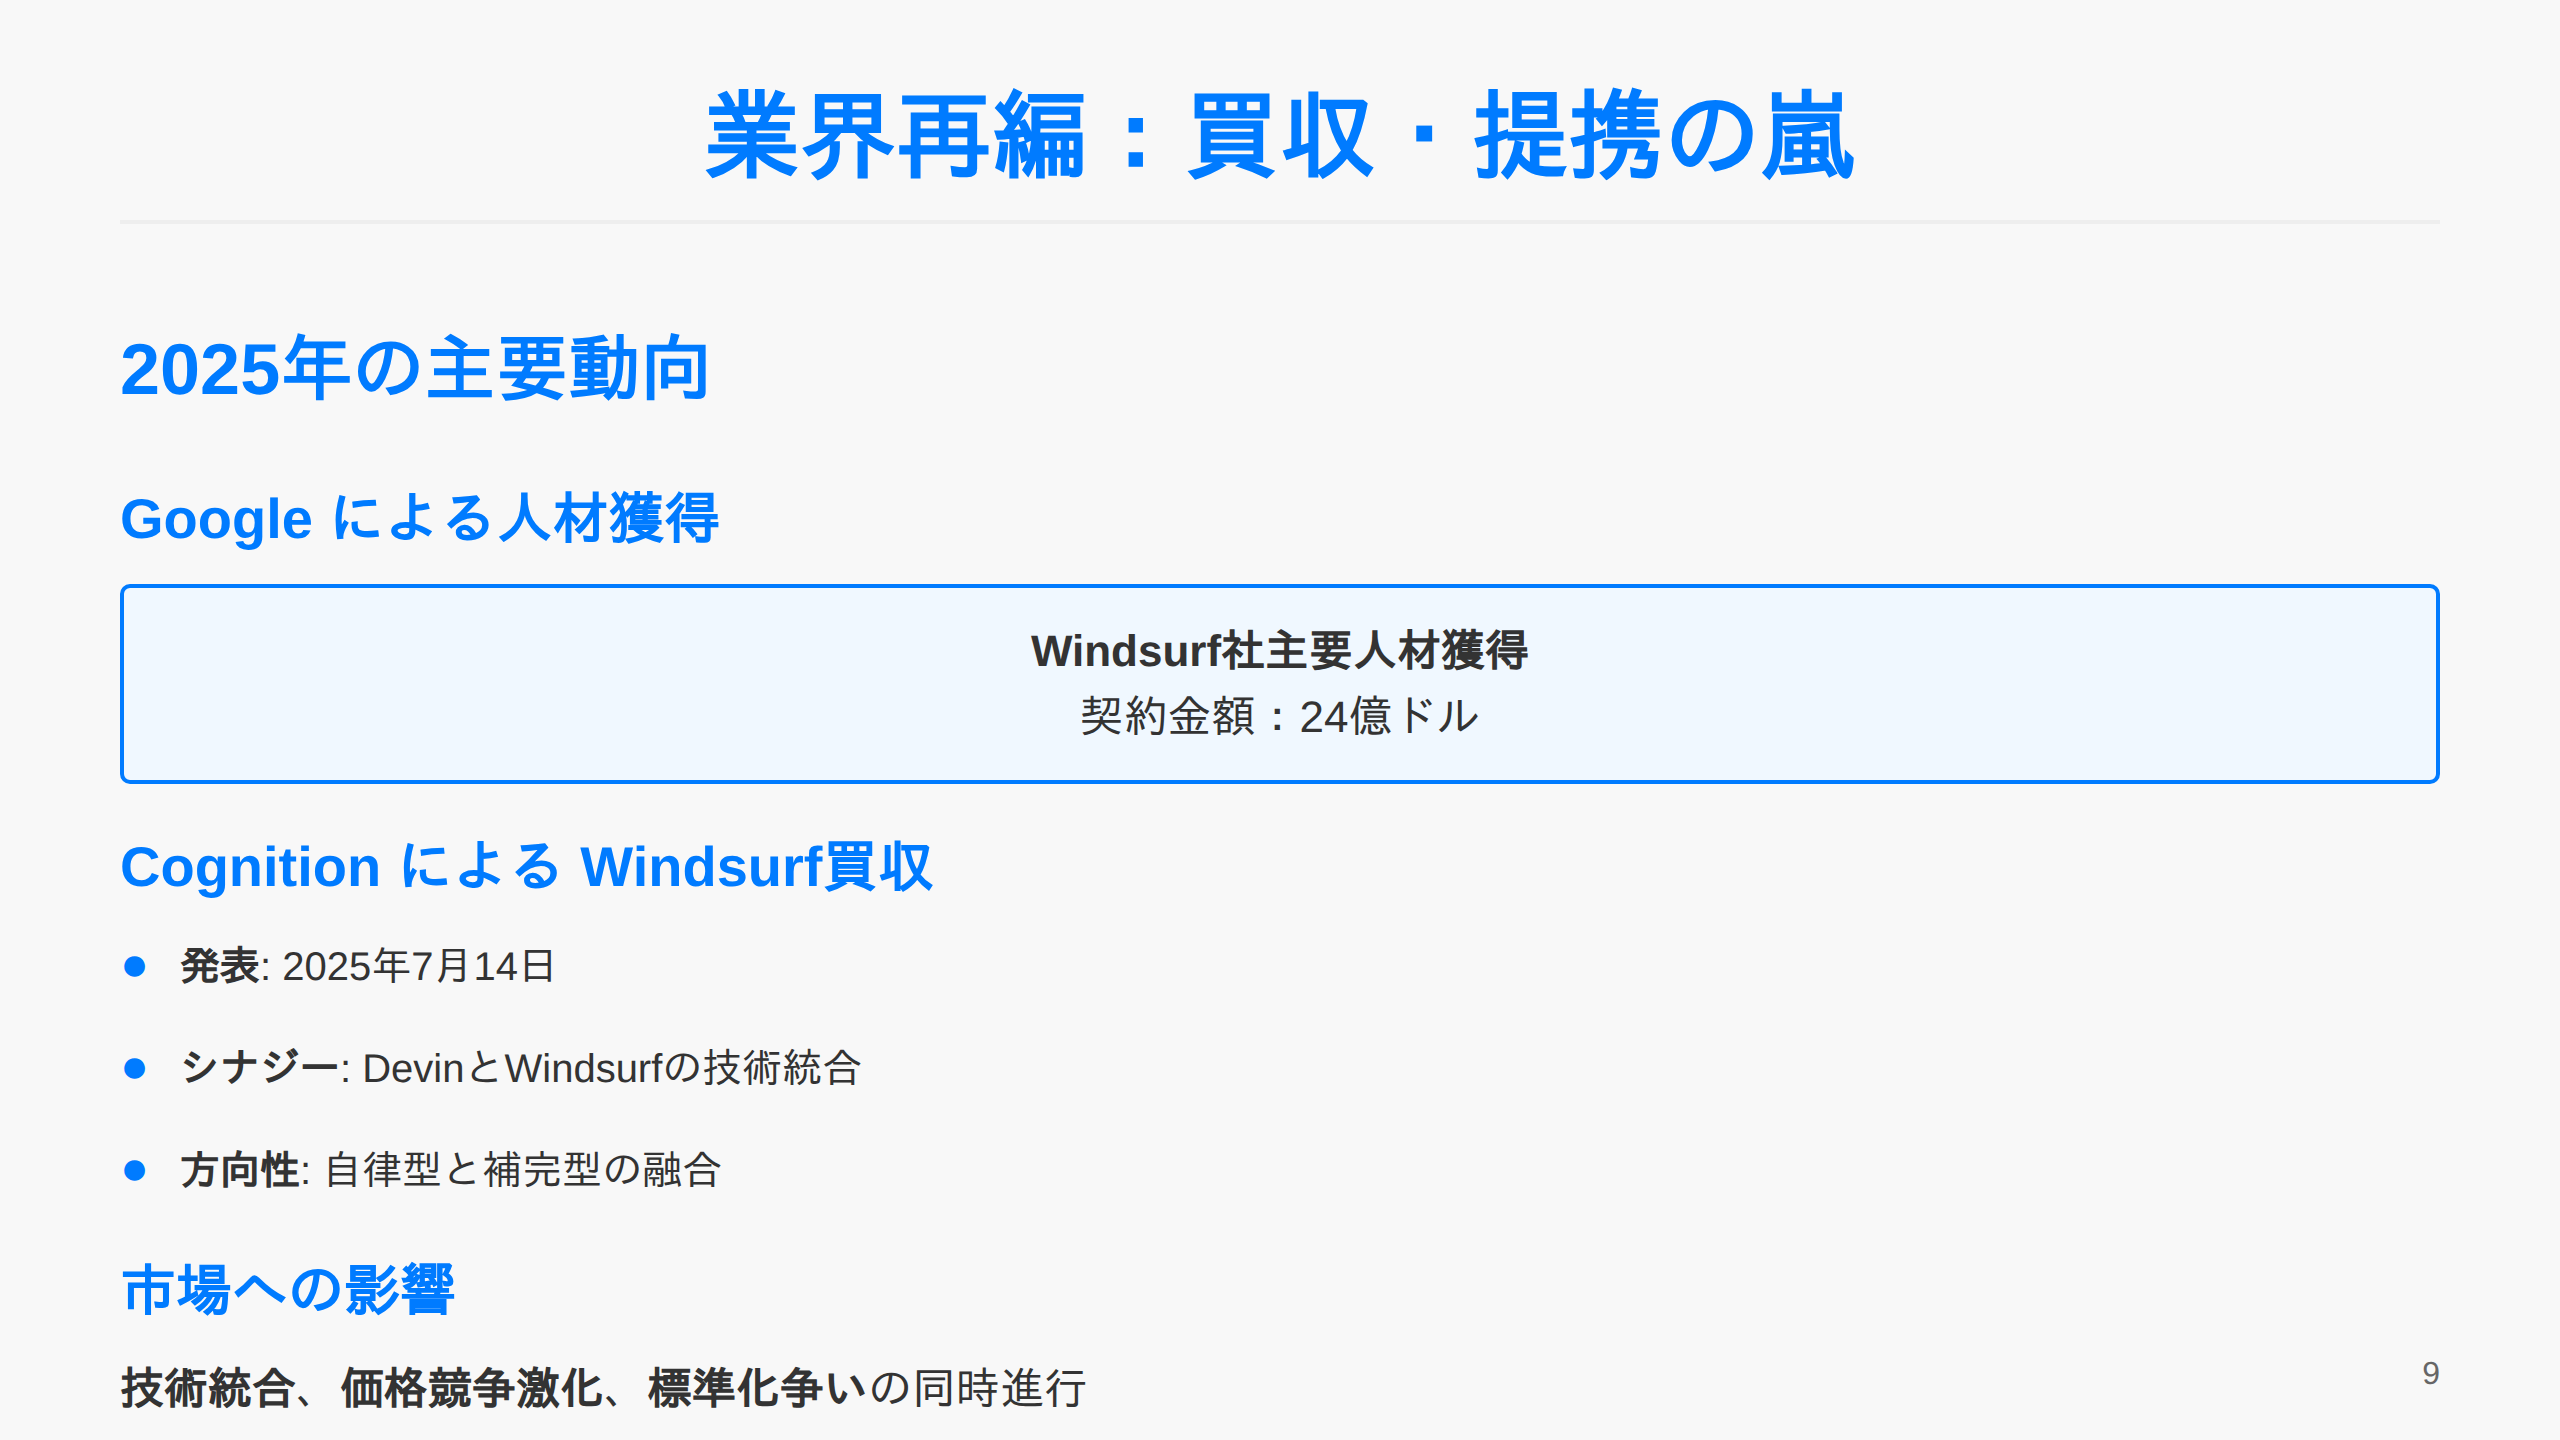 業界再編：買収・提携の嵐
2025年の主要動向
Google による人材獲得
Windsurf社主要人材獲得
契約金額：24億ドル
Cognition による Windsurf買収
● 発表: 2025年7月14日
● シナジー: DevinとWindsurfの技術統合
● 方向性: 自律型と補完型の融合
市場への影響
技術統合、価格競争激化、標準化争いの同時進行
9